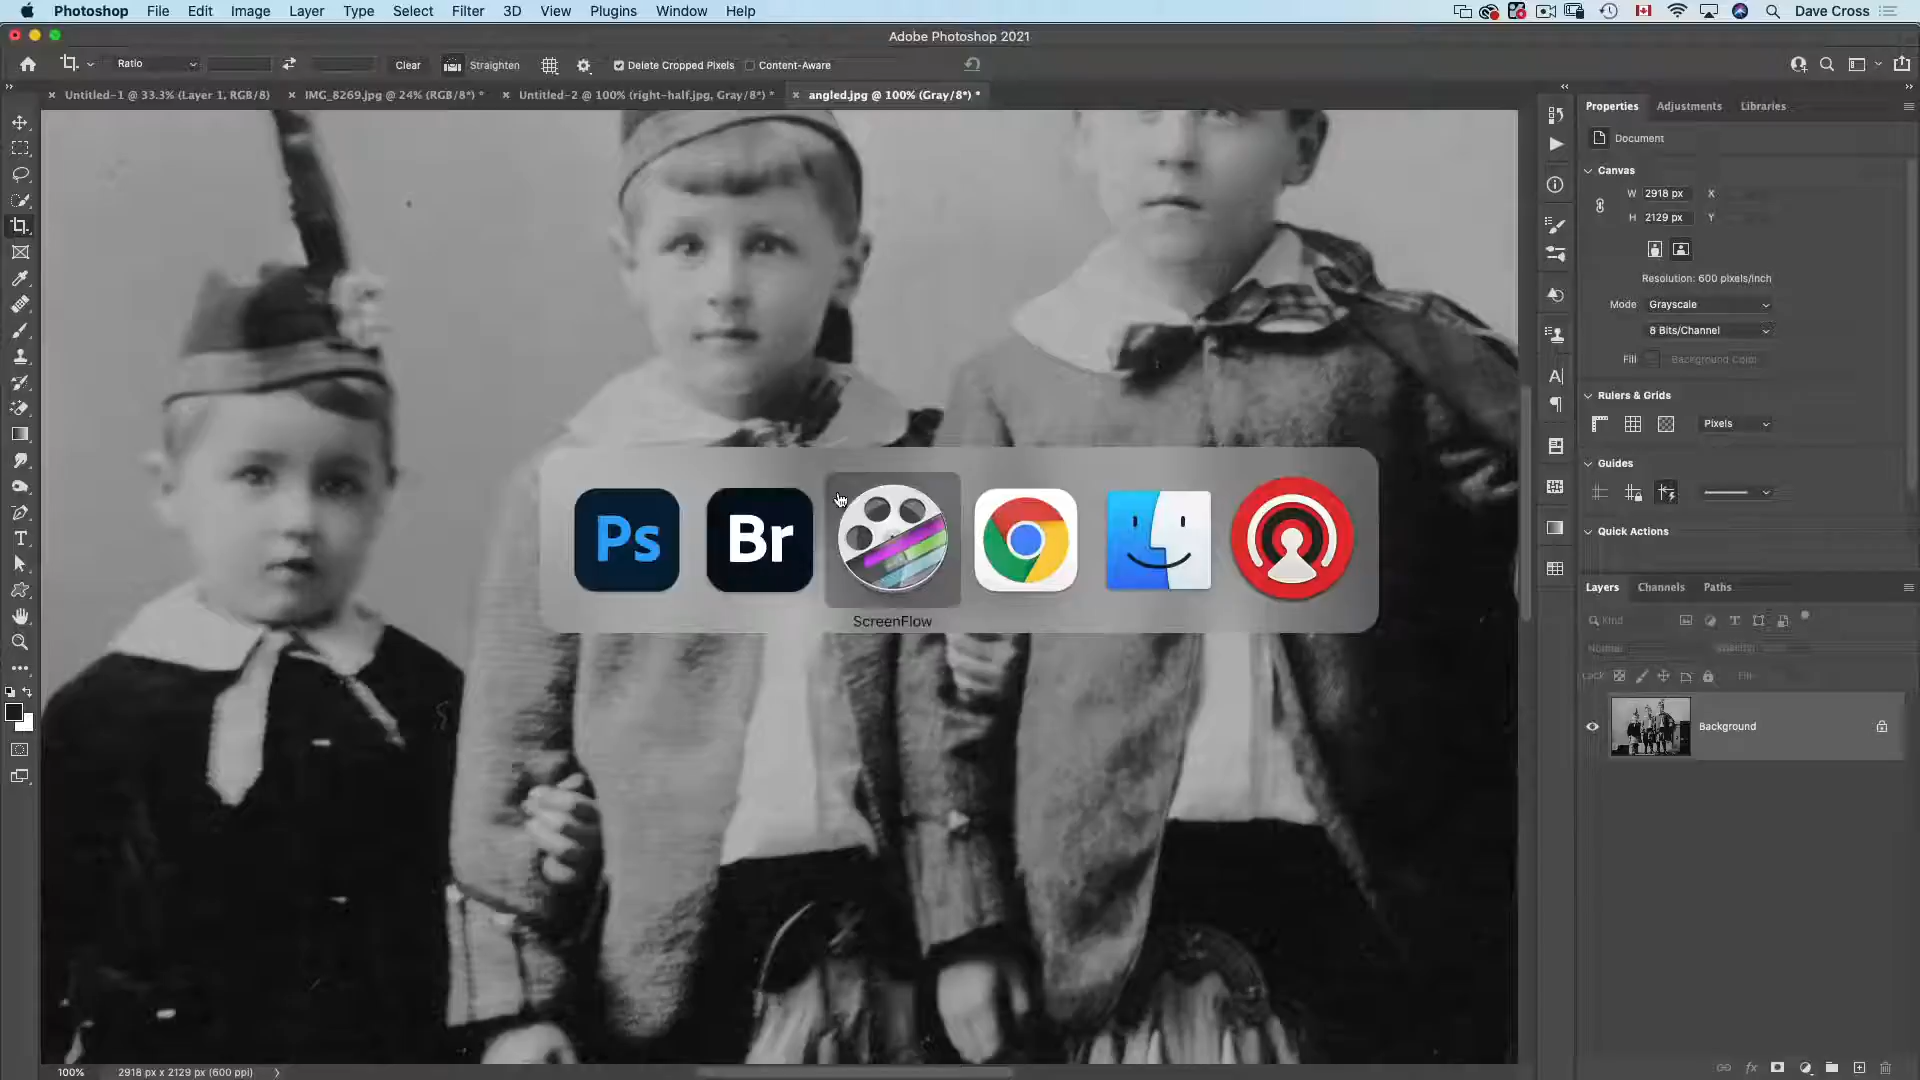 Photoshop File Edit Image Layer Type Select Filter 3D View Plugins Window Help Dave Cross
Adobe Photoshop 2021
Ratio Clear Straighten Delete Cropped Pixels Content-Aware
Untitled-1 @ 33.3% (Layer 1, RGB/8) IMG_8269.jpg @ 24% (RGB/8*) * Untitled-2 @ 100% (right-half.jpg, Gray/8*) * angled.jpg @ 100% (Gray/8*) *
Properties Adjustments Libraries
Document
Canvas
W 2918 px X
H 2129 px Y
Resolution: 600 pixels/inch
Mode Grayscale
8 Bits/Channel
Fill Background Color
Rulers & Grids
Pixels
Guides
Quick Actions
Ps Br
ScreenFlow
Layers Channels Paths
Kind
Normal Opacity:
Lock: Fill:
Background
100% 2918 px x 2129 px (600 ppi)